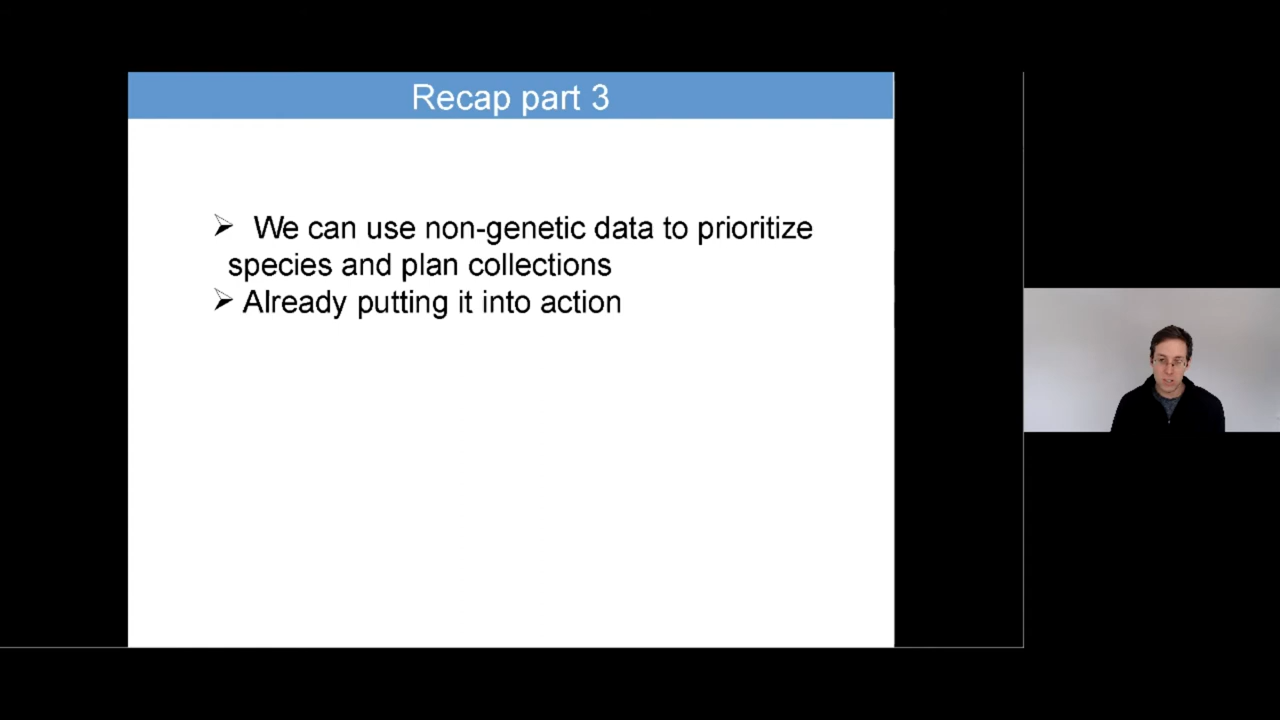 Recap part 3
➢ We can use non-genetic data to prioritize
species and plan collections
➢ Already putting it into action